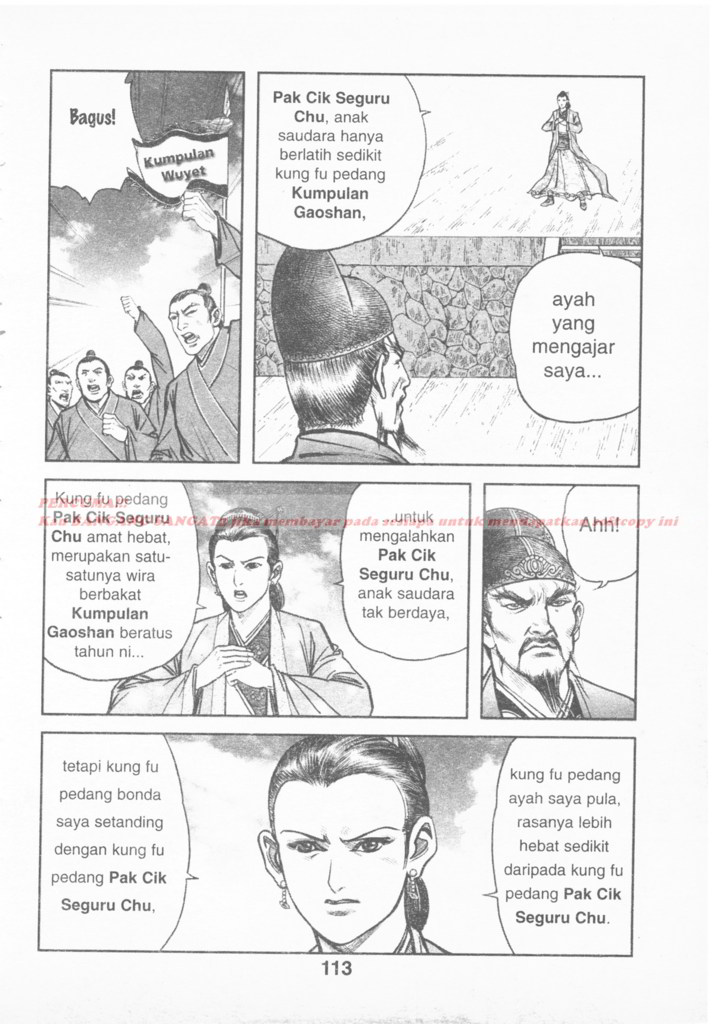 Bagus!
Kumpulan
Wuyet
Pak Cik Seguru
Chu, anak
saudara hanya
berlatih sedikit
kung fu pedang
Kumpulan
Gaoshan,
ayah
yang
mengajar
saya...
Kung fu pedang
Pak Cik Seguru
Chu amat hebat,
merupakan satu-
satunya wira
berbakat
Kumpulan
Gaoshan beratus
tahun ni...
...untuk
mengalahkan
Pak Cik
Seguru Chu,
anak saudara
tak berdaya,
Ahh!
tetapi kung fu
pedang bonda
saya setanding
dengan kung fu
pedang Pak Cik
Seguru Chu,
kung fu pedang
ayah saya pula,
rasanya lebih
hebat sedikit
daripada kung fu
pedang Pak Cik
Seguru Chu.
113